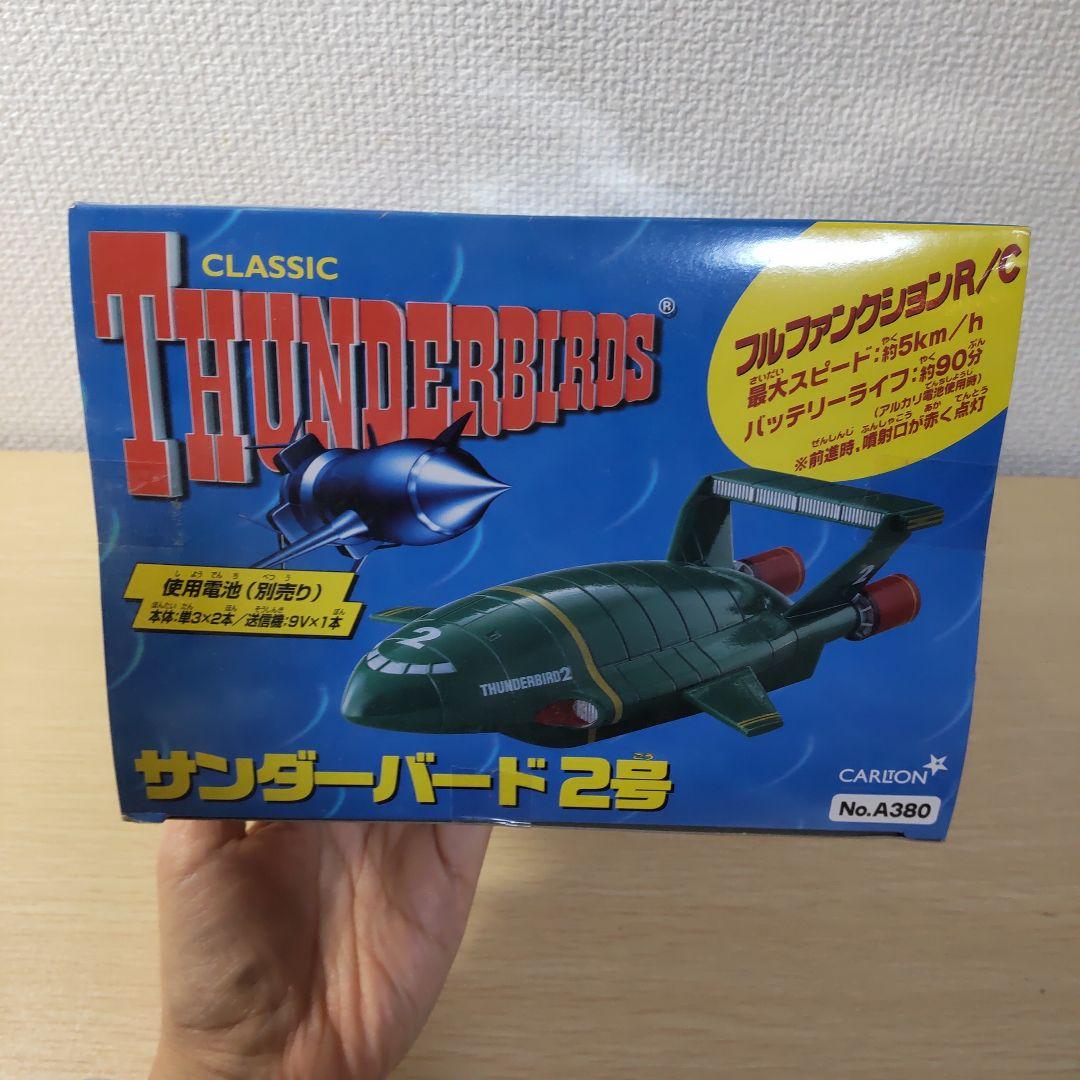 CLASSIC
THUNDERBIRDS®
フルファンクションR/C
最大スピード:約5km/h
バッテリーライフ:約90分
(アルカリ電池使用時)
※前進時、噴射口が赤く点灯
使用電池(別売り)
本体:単3×2本/送信機:9V×1本
2
THUNDERBIRD2
2
サンダーバード2号
CARLTON
No.A380